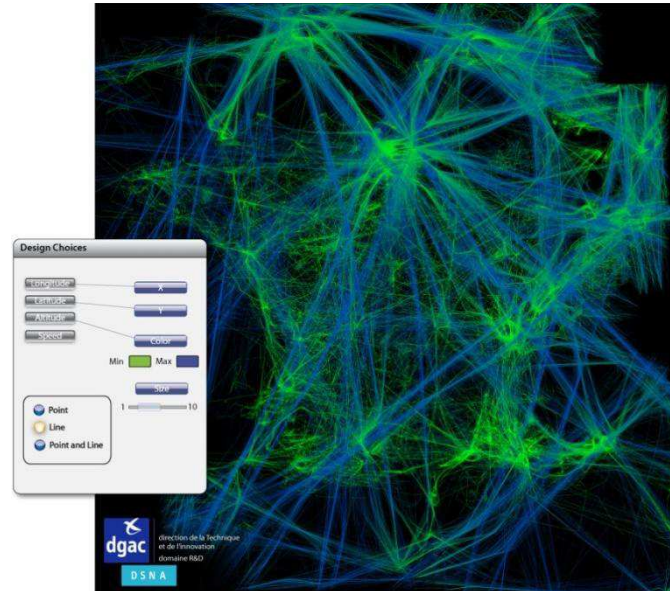 Design Choices
Longitude
X
Latitude
Y
Altitude
Speed
Color
Min
Max
Size
1
10
Point
Line
Point and Line
dgac
direction de la Technique
et de l'innovation
domaine R&D
DSNA